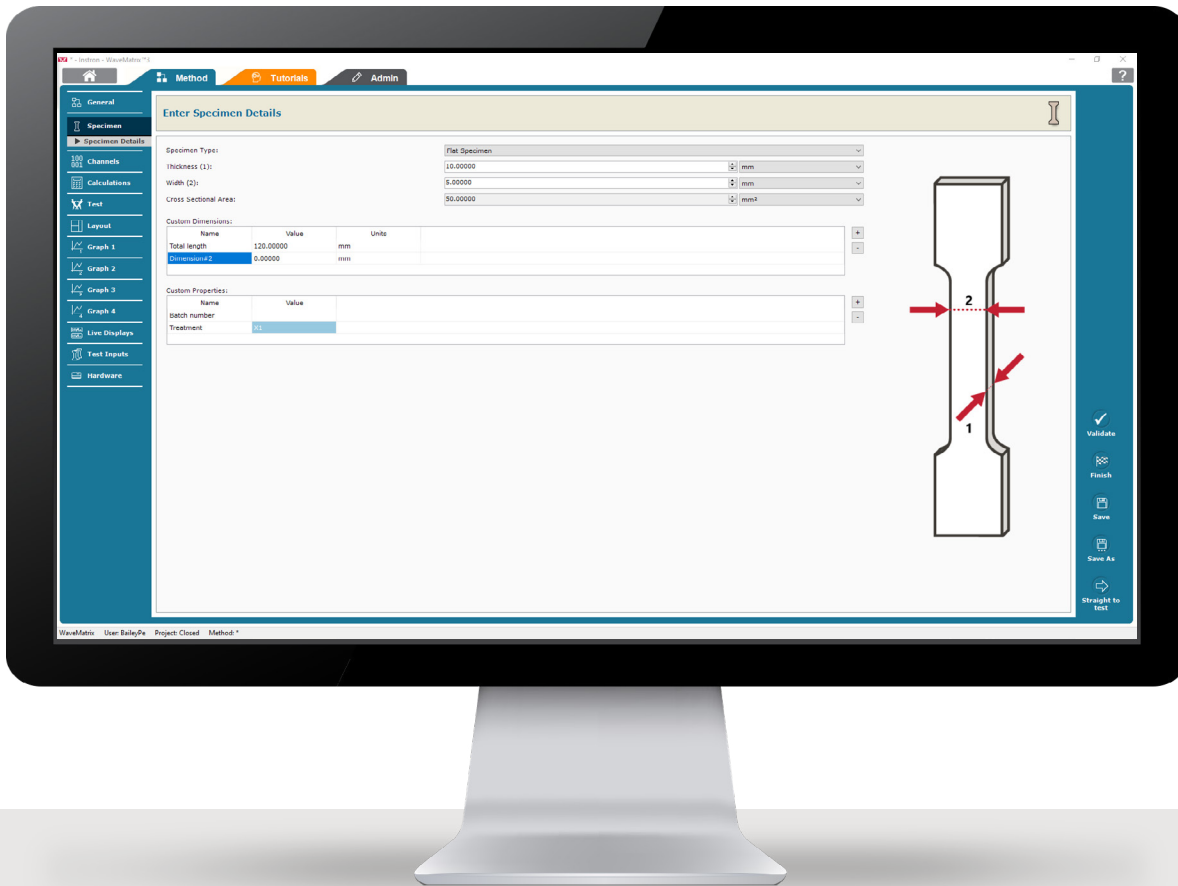 * - Instron - WaveMatrix™3
Method
Tutorials
Admin
?
General
Specimen
Specimen Details
Channels
Calculations
Test
Layout
Graph 1
Graph 2
Graph 3
Graph 4
Live Displays
Test Inputs
Hardware
Enter Specimen Details
Specimen Type: Flat Specimen
Thickness (1): 10.00000 mm
Width (2): 5.00000 mm
Cross Sectional Area: 50.00000 mm²
Custom Dimensions:
Name Value Units
Total length 120.00000 mm
Dimension#2 0.00000 mm
+
-
Custom Properties:
Name Value
Batch number
Treatment X1
+
-
2
1
Validate
Finish
Save
Save As
Straight to
test
WaveMatrix User: BaileyPe Project: Closed Method: *